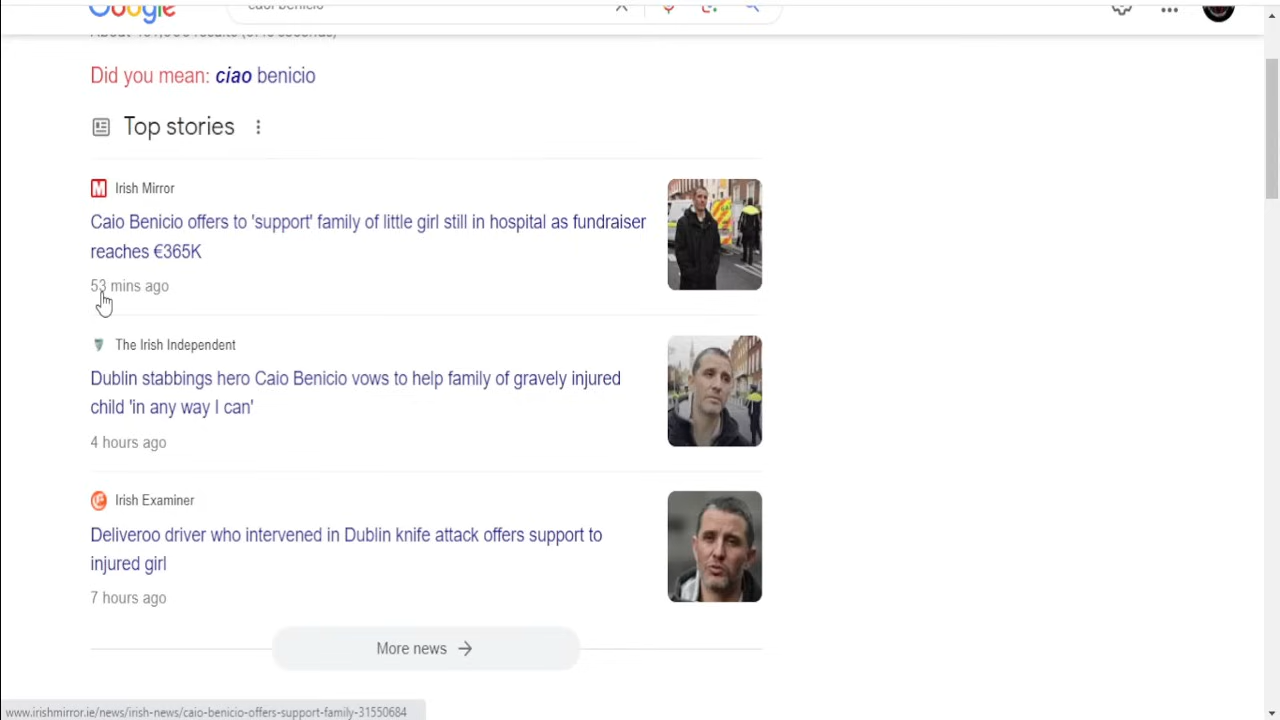 Google
caio benicio
Did you mean: ciao benicio
Top stories
Irish Mirror
Caio Benicio offers to 'support' family of little girl still in hospital as fundraiser
reaches €365K
53 mins ago
The Irish Independent
Dublin stabbings hero Caio Benicio vows to help family of gravely injured
child 'in any way I can'
4 hours ago
Irish Examiner
Deliveroo driver who intervened in Dublin knife attack offers support to
injured girl
7 hours ago
More news
www.irishmirror.ie/news/irish-news/caio-benicio-offers-support-family-31550684